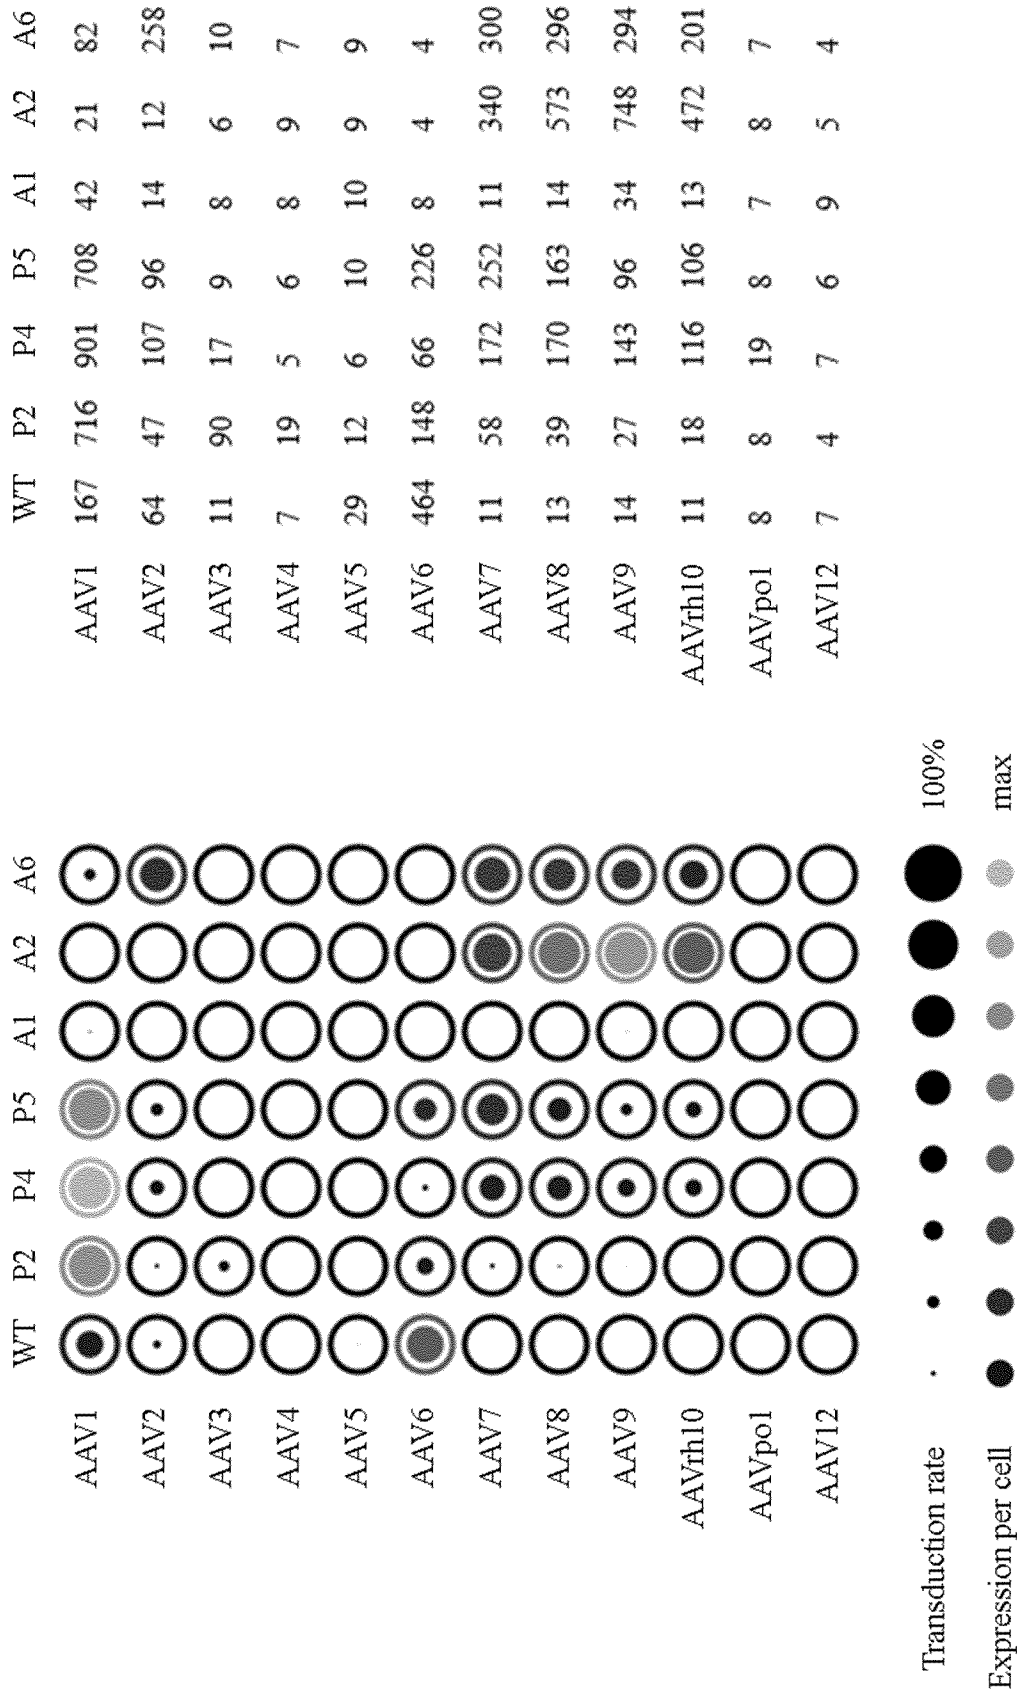 WT P2 P4 P5 A1 A2 A6
AAV1
AAV2
AAV3
AAV4
AAV5
AAV6
AAV7
AAV8
AAV9
AAVrh10
AAVpo1
AAV12
Transduction rate 100%
Expression per cell max
WT P2 P4 P5 A1 A2 A6
AAV1 167 716 901 708 42 21 82
AAV2 64 47 107 96 14 12 258
AAV3 11 90 17 9 8 6 10
AAV4 7 19 5 6 8 9 7
AAV5 29 12 6 10 10 9 9
AAV6 464 148 66 226 8 4 4
AAV7 11 58 172 252 11 340 300
AAV8 13 39 170 163 14 573 296
AAV9 14 27 143 96 34 748 294
AAVrh10 11 18 116 106 13 472 201
AAVpo1 8 8 19 8 7 8 7
AAV12 7 4 7 6 9 5 4